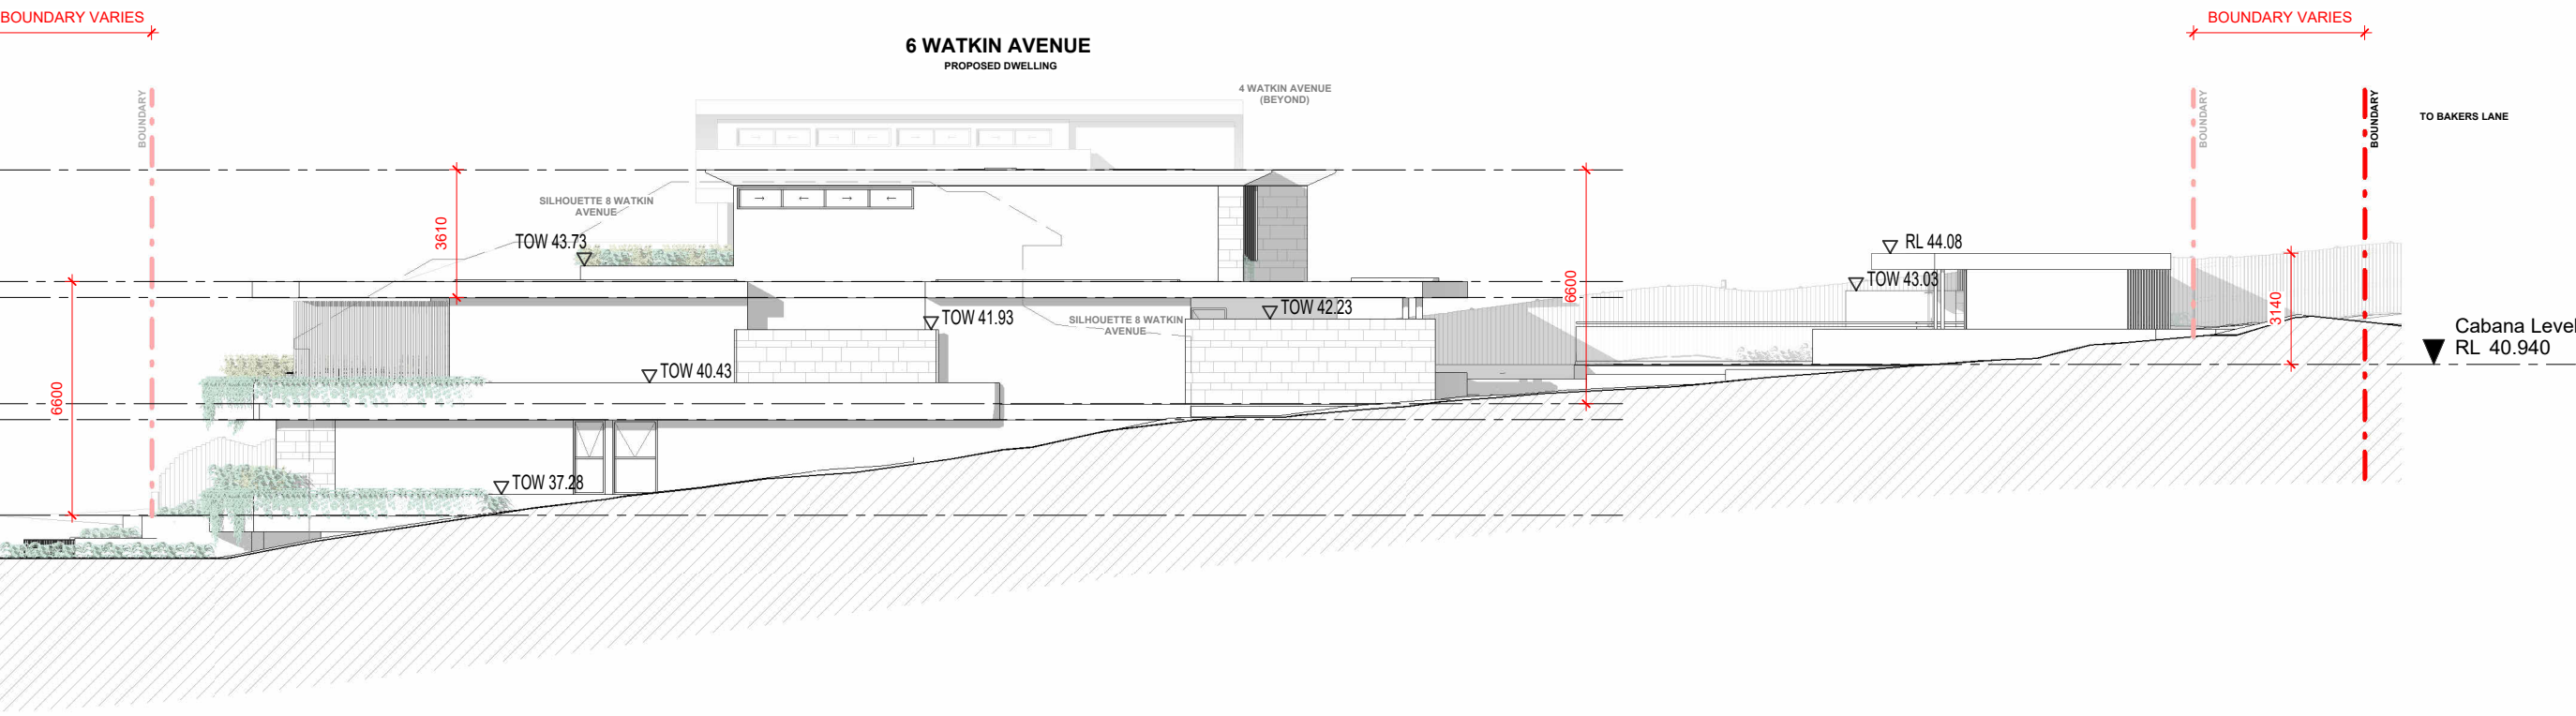 BOUNDARY VARIES
BOUNDARY VARIES
6 WATKIN AVENUE
PROPOSED DWELLING
4 WATKIN AVENUE
(BEYOND)
BOUNDARY
BOUNDARY
BOUNDARY
TO BAKERS LANE
SILHOUETTE 8 WATKIN
AVENUE
3610
TOW 43.73
RL 44.08
TOW 43.03
6600
3140
TOW 42.23
TOW 41.93
SILHOUETTE 8 WATKIN
AVENUE
Cabana Level
RL 40.940
TOW 40.43
6600
TOW 37.28